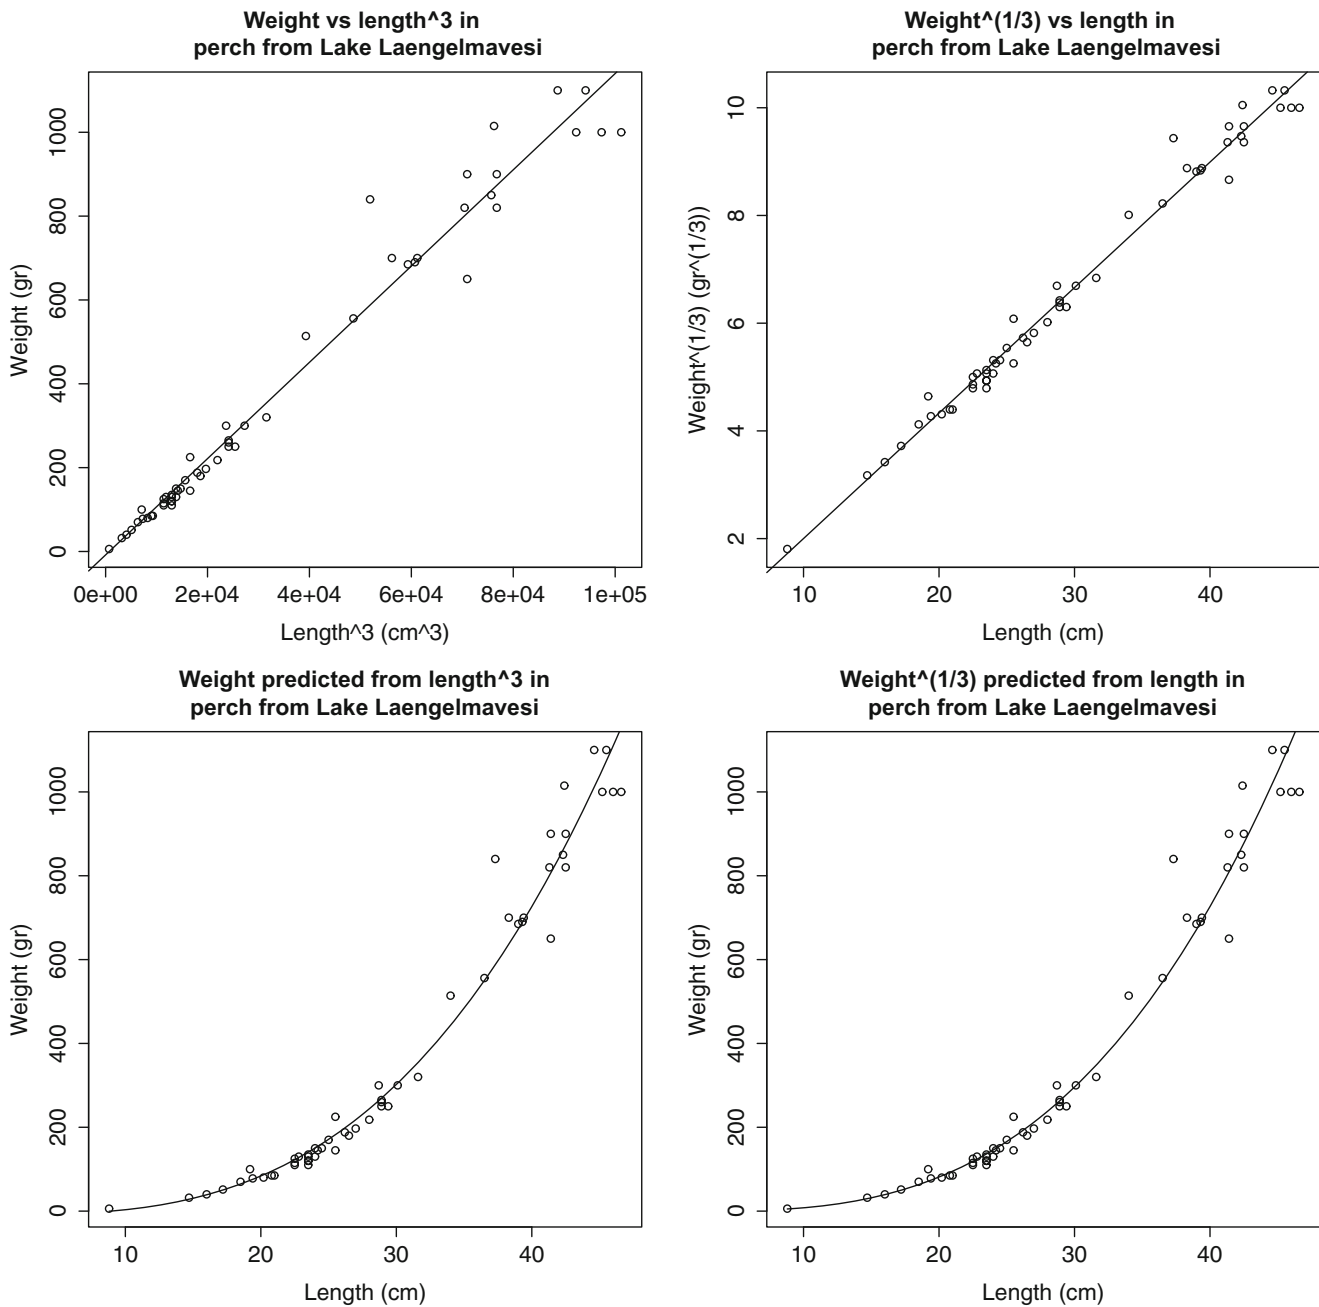 Weight vs length^3 in
perch from Lake Laengelmavesi
Weight (gr)
0
200
400
600
800
1000
0e+00
2e+04
4e+04
6e+04
8e+04
1e+05
Length^3 (cm^3)
Weight^(1/3) vs length in
perch from Lake Laengelmavesi
Weight^(1/3) (gr^(1/3))
2
4
6
8
10
10
20
30
40
Length (cm)
Weight predicted from length^3 in
perch from Lake Laengelmavesi
Weight (gr)
0
200
400
600
800
1000
10
20
30
40
Length (cm)
Weight^(1/3) predicted from length in
perch from Lake Laengelmavesi
Weight (gr)
0
200
400
600
800
1000
10
20
30
40
Length (cm)